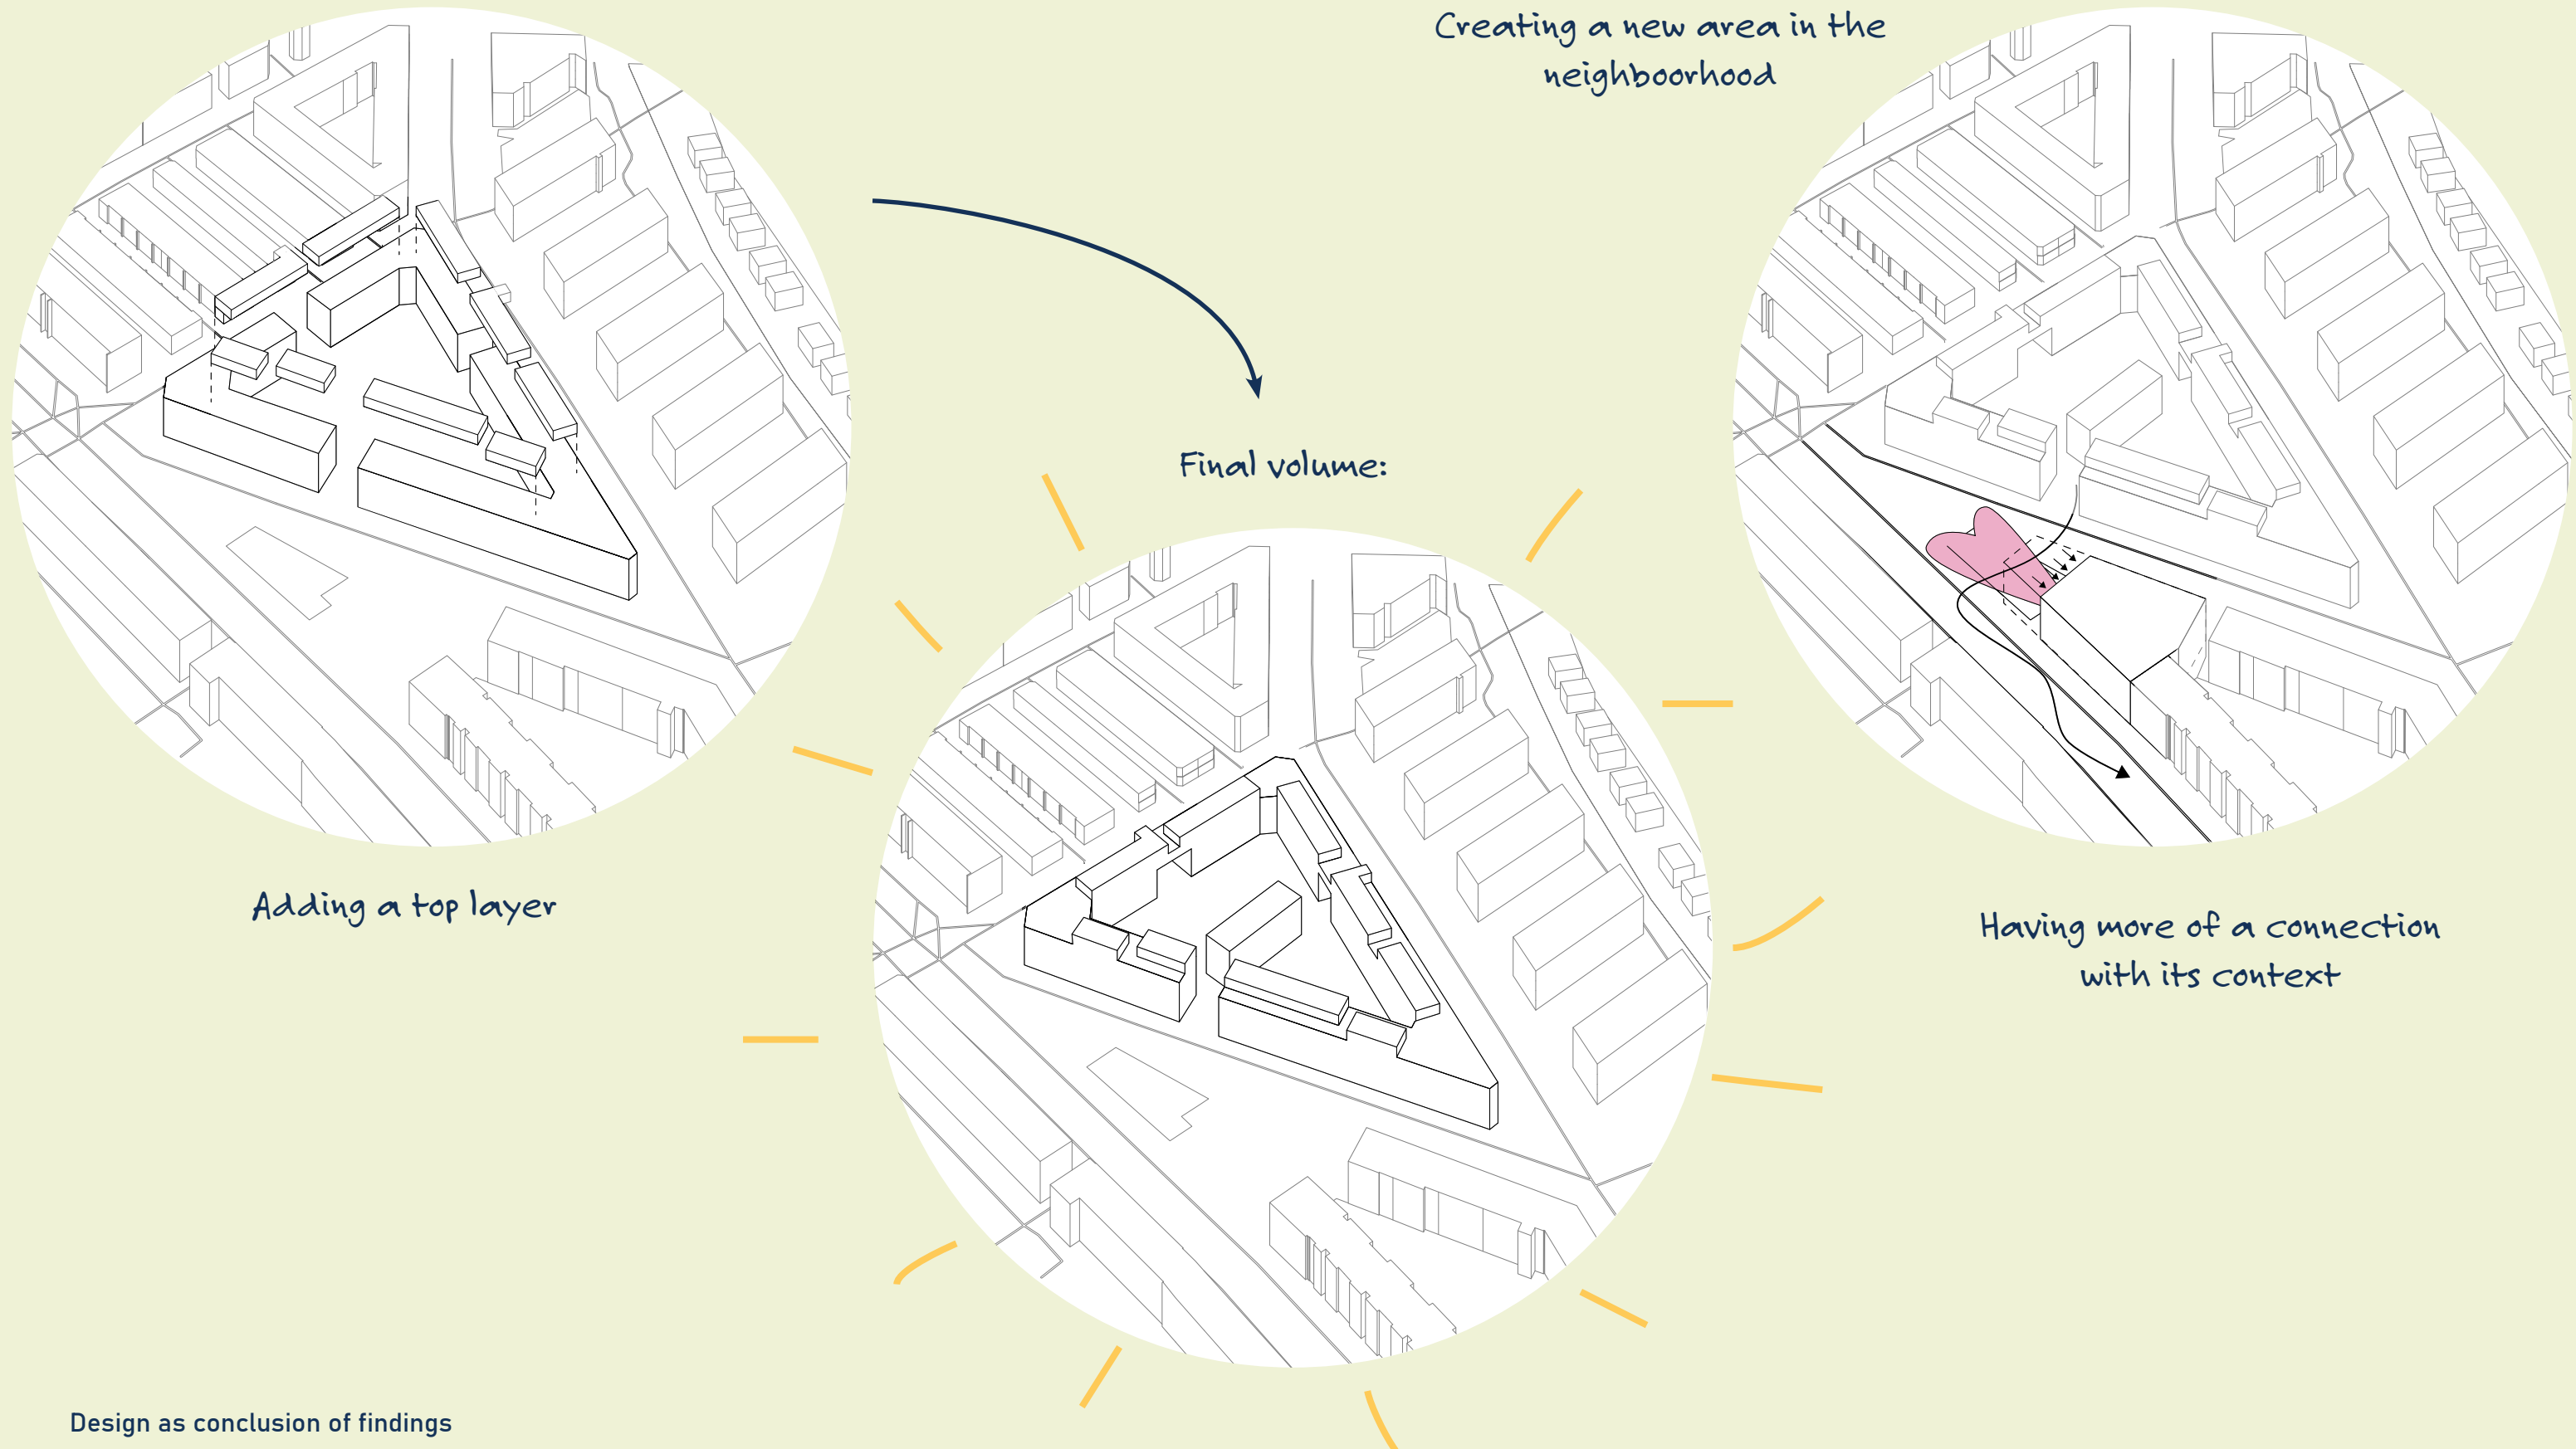 Creating a new area in the
neighboorhood
Final volume:
Adding a top layer
Having more of a connection
with its context
Design as conclusion of findings